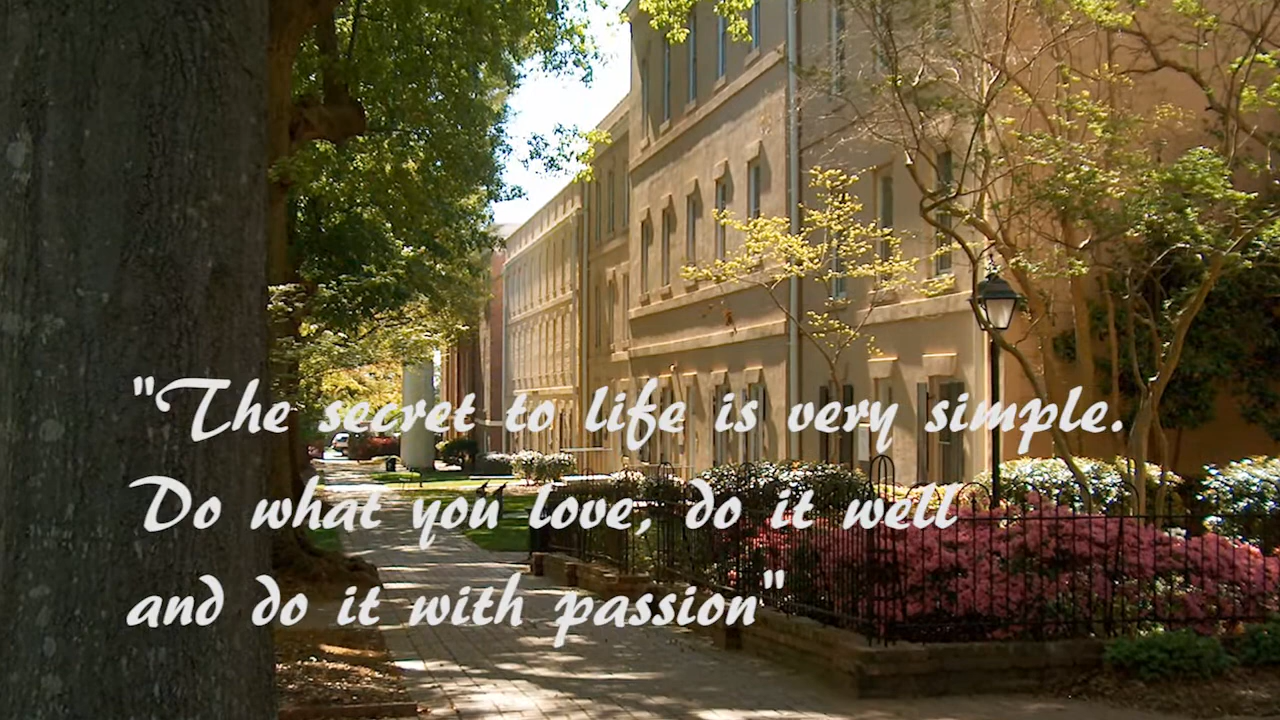 "The secret to life is very simple.
Do what you love, do it well
and do it with passion"